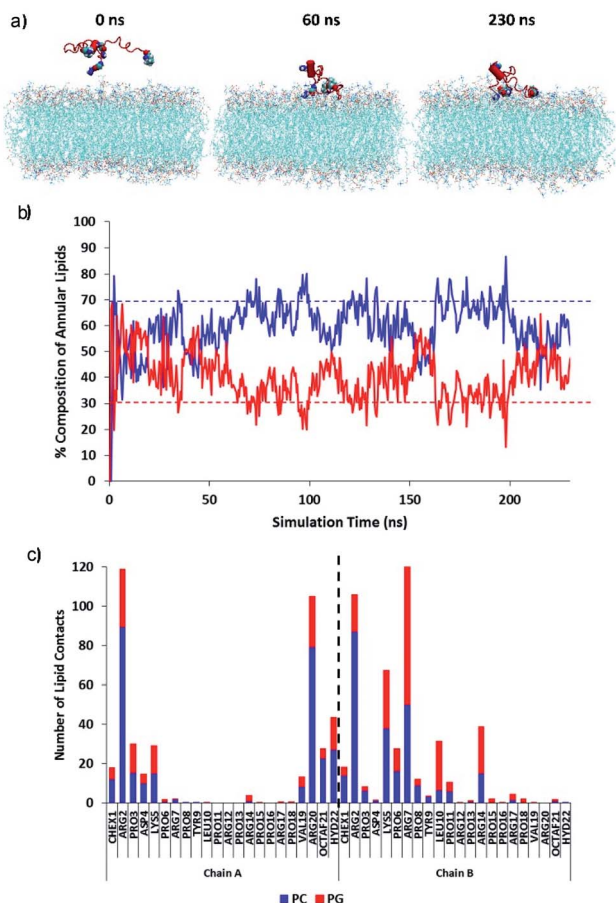 a)
0 ns
60 ns
230 ns
b)
100
90
80
70
60
50
40
30
20
10
0
% Composition of Annular Lipids
0
50
100
150
200
Simulation Time (ns)
c)
120
100
80
60
40
20
0
Number of Lipid Contacts
CHEX1
ARG2
PRO3
ASP4
LYS5
PRO6
ARG7
PRO8
TYR9
LEU10
PRO11
ARG12
PRO13
ARG14
PRO15
PRO16
ARG17
PRO18
VAL19
ARG20
OCTAF21
HYD22
CHEX1
ARG2
PRO3
ASP4
LYS5
PRO6
ARG7
PRO8
TYR9
LEU10
PRO11
ARG12
PRO13
ARG14
PRO15
PRO16
ARG17
PRO18
VAL19
ARG20
OCTAF21
HYD22
Chain A
Chain B
PC
PG